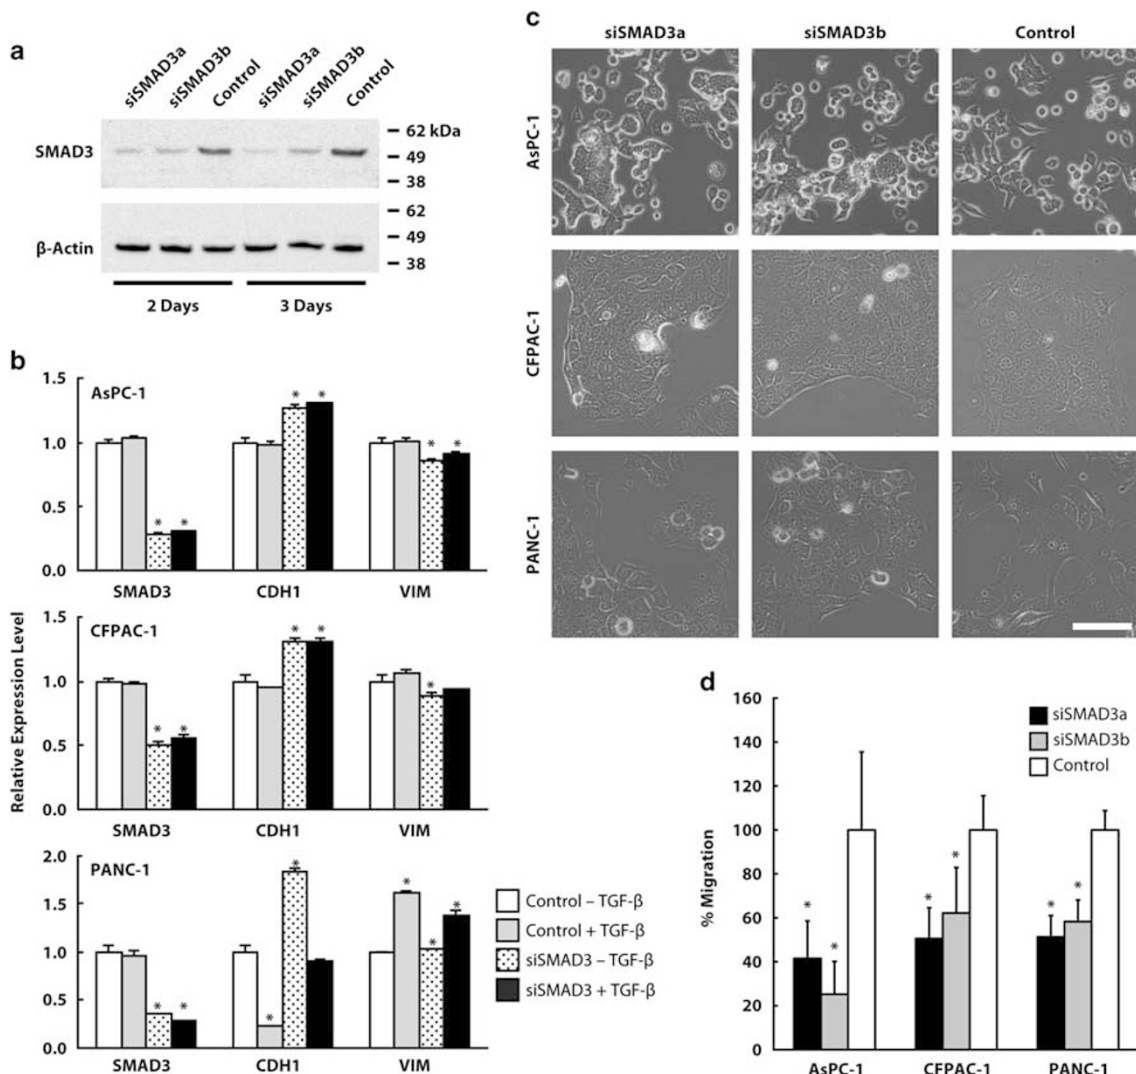 a
siSMAD3a
siSMAD3b
Control
siSMAD3a
siSMAD3b
Control
SMAD3
62 kDa
49
38
β-Actin
62
49
38
2 Days
3 Days
b
Relative Expression Level
AsPC-1
1.5
1.0
0.5
0.0
* * * * * *
SMAD3 CDH1 VIM
CFPAC-1
1.5
1.0
0.5
0.0
* * * * *
SMAD3 CDH1 VIM
PANC-1
2.0
1.5
1.0
0.5
0.0
* * * * * * *
SMAD3 CDH1 VIM
Control – TGF-β
Control + TGF-β
siSMAD3 – TGF-β
siSMAD3 + TGF-β
c
siSMAD3a siSMAD3b Control
AsPC-1
CFPAC-1
PANC-1
d
% Migration
160
140
120
100
80
60
40
20
0
siSMAD3a
siSMAD3b
Control
* * * * * *
AsPC-1 CFPAC-1 PANC-1